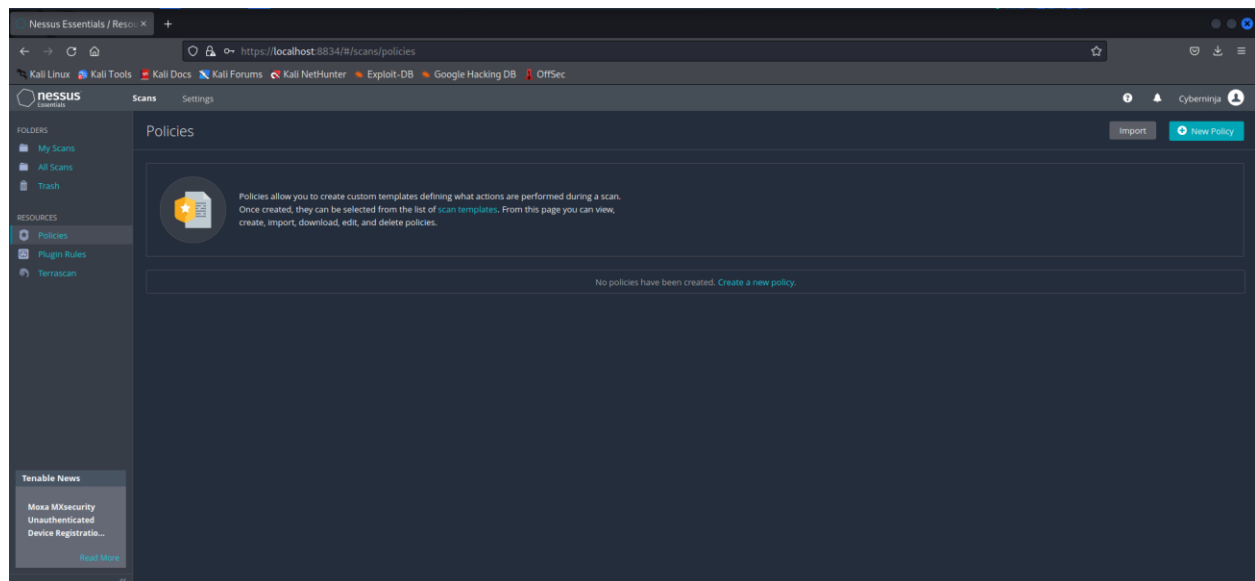 Nessus Essentials / Resou
https://localhost:8834/#/scans/policies
Kali Linux Kali Tools Kali Docs Kali Forums Kali NetHunter Exploit-DB Google Hacking DB OffSec
nessus Essentials Scans Settings Cyberninja
FOLDERS
My Scans
All Scans
Trash
RESOURCES
Policies
Plugin Rules
Terrascan
Policies Import New Policy
Policies allow you to create custom templates defining what actions are performed during a scan.
Once created, they can be selected from the list of scan templates. From this page you can view,
create, import, download, edit, and delete policies.
No policies have been created. Create a new policy.
Tenable News
Moxa MXsecurity
Unauthenticated
Device Registratio...
Read More